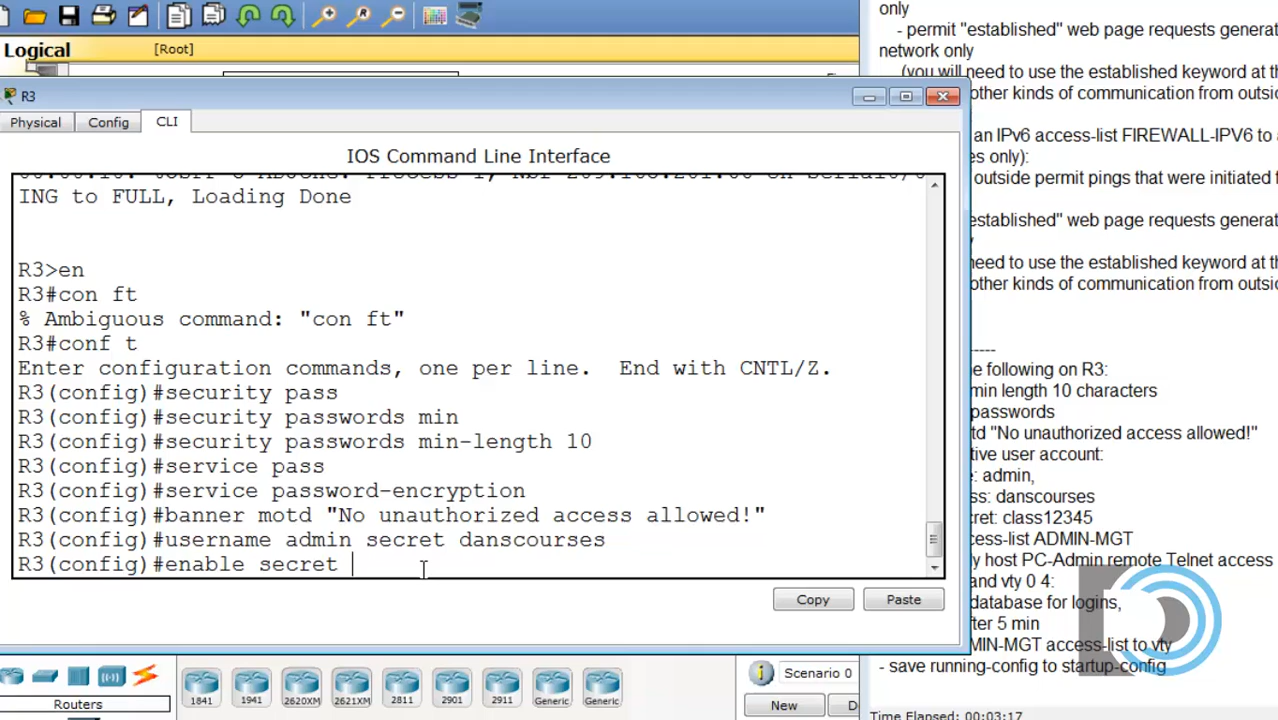 Logical
[Root]
R3
Physical
Config
CLI
IOS Command Line Interface
ING to FULL, Loading Done
R3>en
R3#con ft
% Ambiguous command: "con ft"
R3#conf t
Enter configuration commands, one per line.  End with CNTL/Z.
R3(config)#security pass
R3(config)#security passwords min
R3(config)#security passwords min-length 10
R3(config)#service pass
R3(config)#service password-encryption
R3(config)#banner motd "No unauthorized access allowed!"
R3(config)#username admin secret danscourses
R3(config)#enable secret
Copy
Paste
Routers
1841
1941
2620XM
2621XM
2811
2901
2911
Generic
Generic
Scenario 0
New
only
- permit "established" web page requests generat
network only
(you will need to use the established keyword at th
other kinds of communication from outsid
an IPv6 access-list FIREWALL-IPV6 to a
es only):
outside permit pings that were initiated f
established" web page requests generat
need to use the established keyword at th
other kinds of communication from outsid
-----
e following on R3:
in length 10 characters
passwords
td "No unauthorized access allowed!"
tive user account:
e: admin,
ss: danscourses
ret: class12345
ess-list ADMIN-MGT
ly host PC-Admin remote Telnet access
and vty 0 4:
database for logins,
fter 5 min
MIN-MGT access-list to vty
- save running-config to startup-config
Time Elapsed: 00:03:17